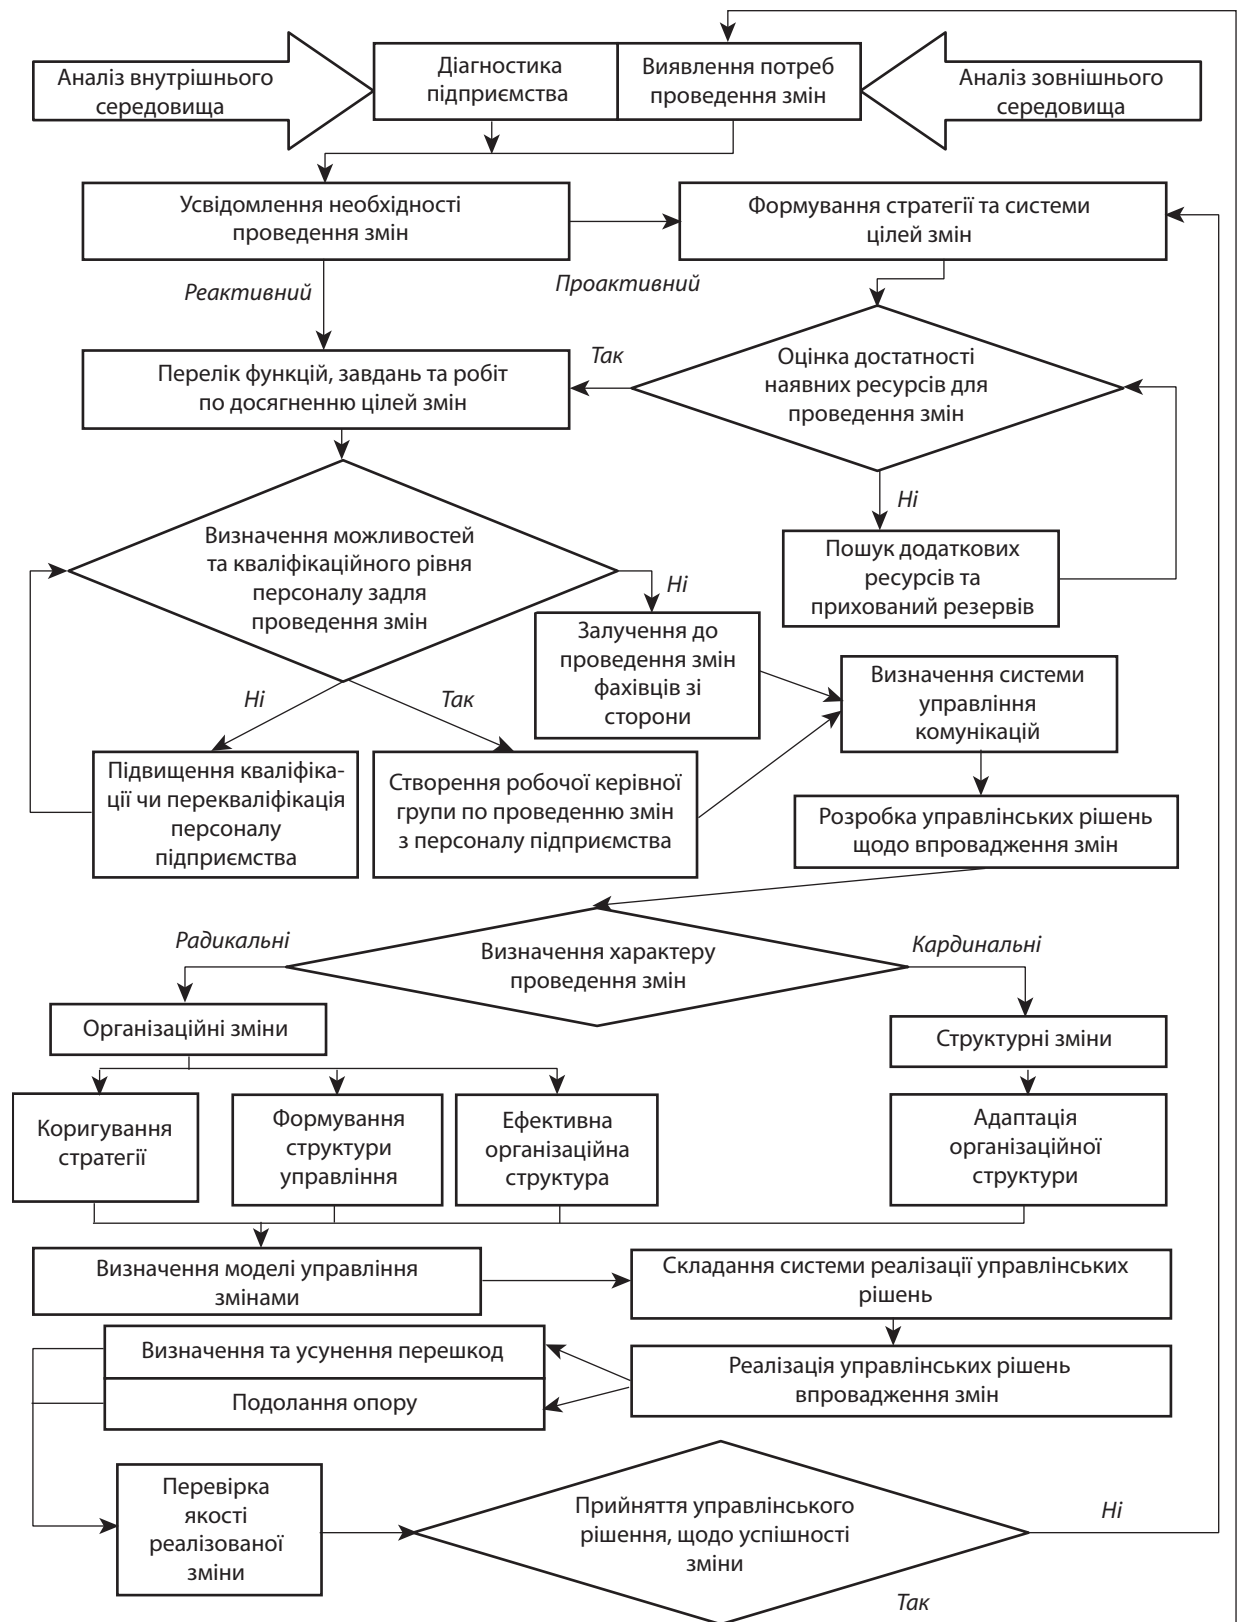 Аналіз внутрішнього
середовища
Діагностика
підприємства
Виявлення потреб
проведення змін
Аналіз зовнішнього
середовища
Усвідомлення необхідності
проведення змін
Формування стратегії та системи
цілей змін
Реактивний
Проактивний
Перелік функцій, завдань та робіт
по досягненню цілей змін
Так
Оцінка достатності
наявних ресурсів для
проведення змін
Ні
Пошук додаткових
ресурсів та
прихований резервів
Визначення можливостей
та кваліфікаційного рівня
персоналу задля
проведення змін
Ні
Залучення до
проведення змін
фахівців зі
сторони
Визначення системи
управління
комунікацій
Ні
Так
Підвищення кваліфіка-
ції чи перекваліфікація
персоналу
підприємства
Створення робочої керівної
групи по проведенню змін
з персоналу підприємства
Розробка управлінських рішень
щодо впровадження змін
Радикальні
Визначення характеру
проведення змін
Кардинальні
Організаційні зміни
Структурні зміни
Коригування
стратегії
Формування
структури
управління
Ефективна
організаційна
структура
Адаптація
організаційної
структури
Визначення моделі управління
змінами
Складання системи реалізації управлінських
рішень
Визначення та усунення перешкод
Подолання опору
Реалізація управлінських рішень
впровадження змін
Перевірка
якості
реалізованої
зміни
Прийняття управлінського
рішення, щодо успішності
зміни
Ні
Так